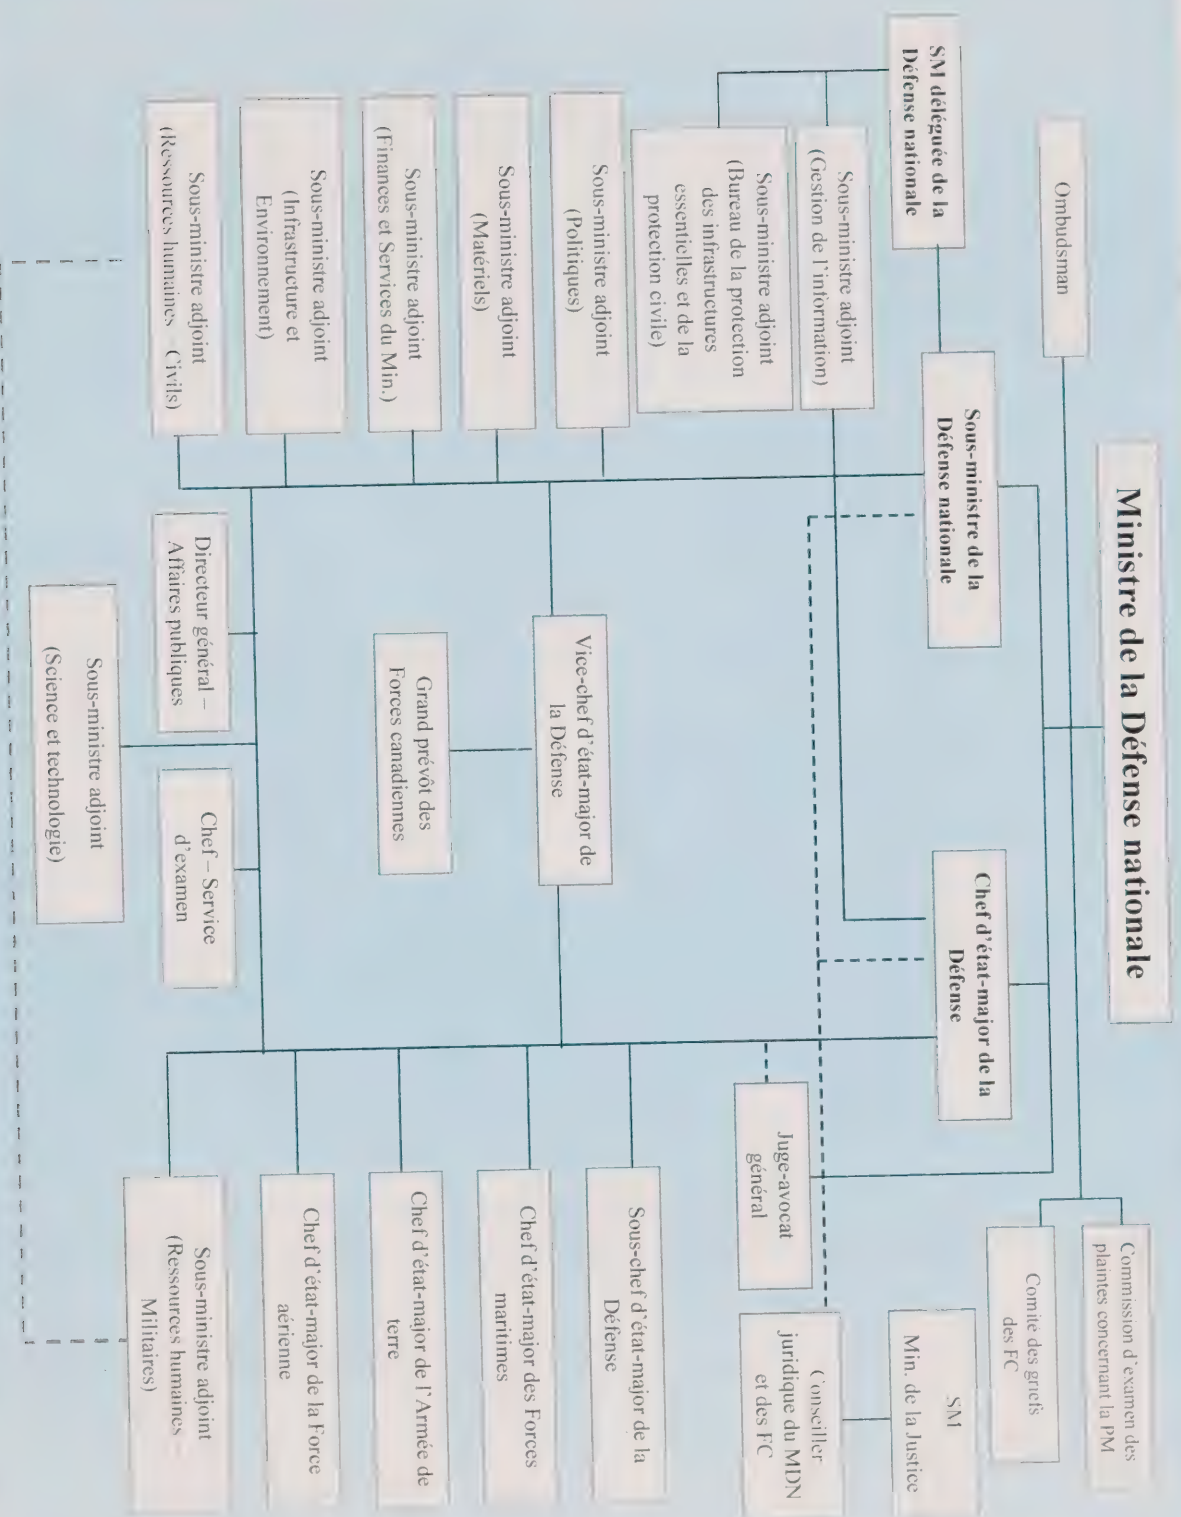 Ministre de la Défense nationale
Ombudsman
Commission d'examen des
plaintes concernant la PM
Comité des griefs
des FC
SM déléguée de la
Défense nationale
Sous-ministre de la
Défense nationale
Chef d'état-major de la
Défense
SM
Min. de la Justice
Sous-ministre adjoint
(Gestion de l'information)
Sous-ministre adjoint
(Bureau de la protection
des infrastructures
essentielles et de la
protection civile)
Juge-avocat
général
Conseiller
juridique du MDN
et des FC
Sous-ministre adjoint
(Politiques)
Vice-chef d'état-major de
la Défense
Sous-chef d'état-major de la
Défense
Sous-ministre adjoint
(Matériels)
Chef d'état-major des Forces
maritimes
Sous-ministre adjoint
(Finances et Services du Min.)
Grand prévôt des
Forces canadiennes
Chef d'état-major de l'Armée de
terre
Sous-ministre adjoint
(Infrastructure et
Environnement)
Chef d'état-major de la Force
aérienne
Sous-ministre adjoint
(Ressources humaines – Civils)
Directeur général –
Affaires publiques
Chef – Service
d'examen
Sous-ministre adjoint
(Ressources humaines –
Militaires)
Sous-ministre adjoint
(Science et technologie)